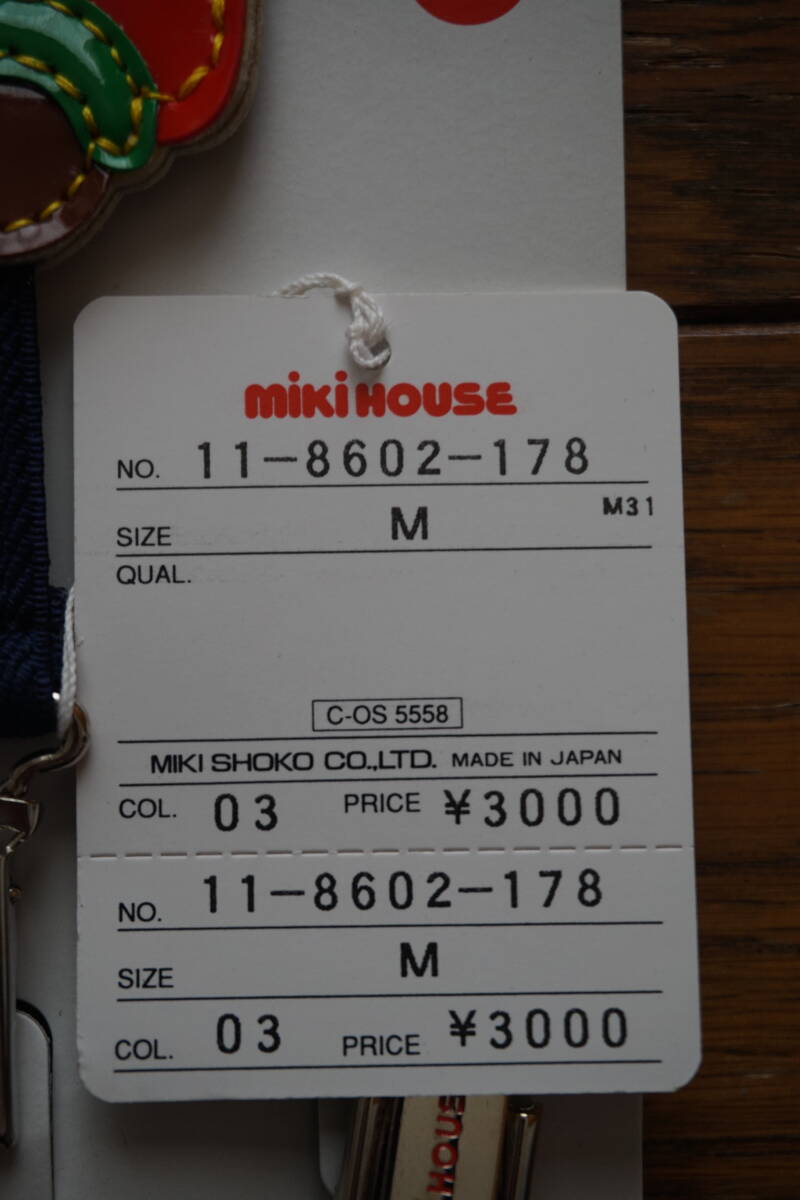 miki HOUSE
NO. 11-8602-178
SIZE M M31
QUAL.
C-OS 5558
MIKI SHOKO CO.,LTD. MADE IN JAPAN
COL. 03 PRICE ¥3000
NO. 11-8602-178
SIZE M
COL. 03 PRICE ¥3000